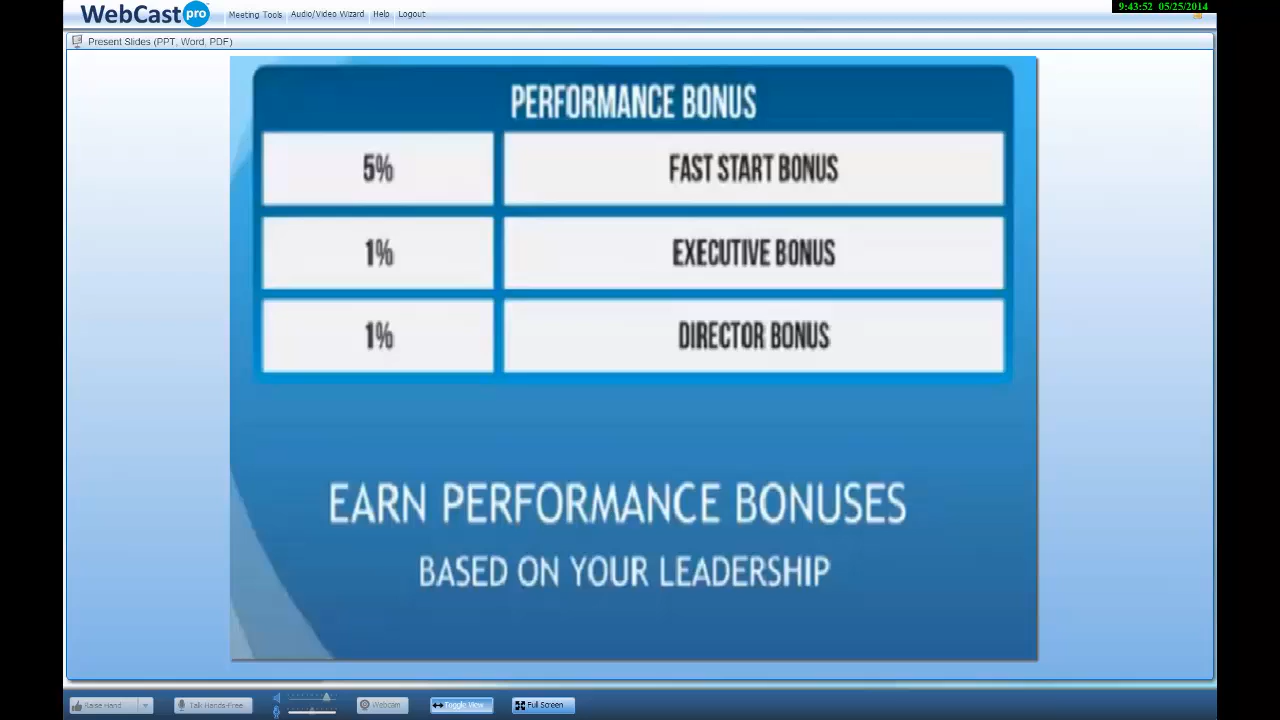 WebCast pro Meeting Tools Audio/Video Wizard Help Logout
9:43:52 05/25/2014
Present Slides (PPT, Word, PDF)
PERFORMANCE BONUS
5% FAST START BONUS
1% EXECUTIVE BONUS
1% DIRECTOR BONUS
EARN PERFORMANCE BONUSES
BASED ON YOUR LEADERSHIP
Raise Hand Talk Hands-Free Webcam Toggle View Full Screen